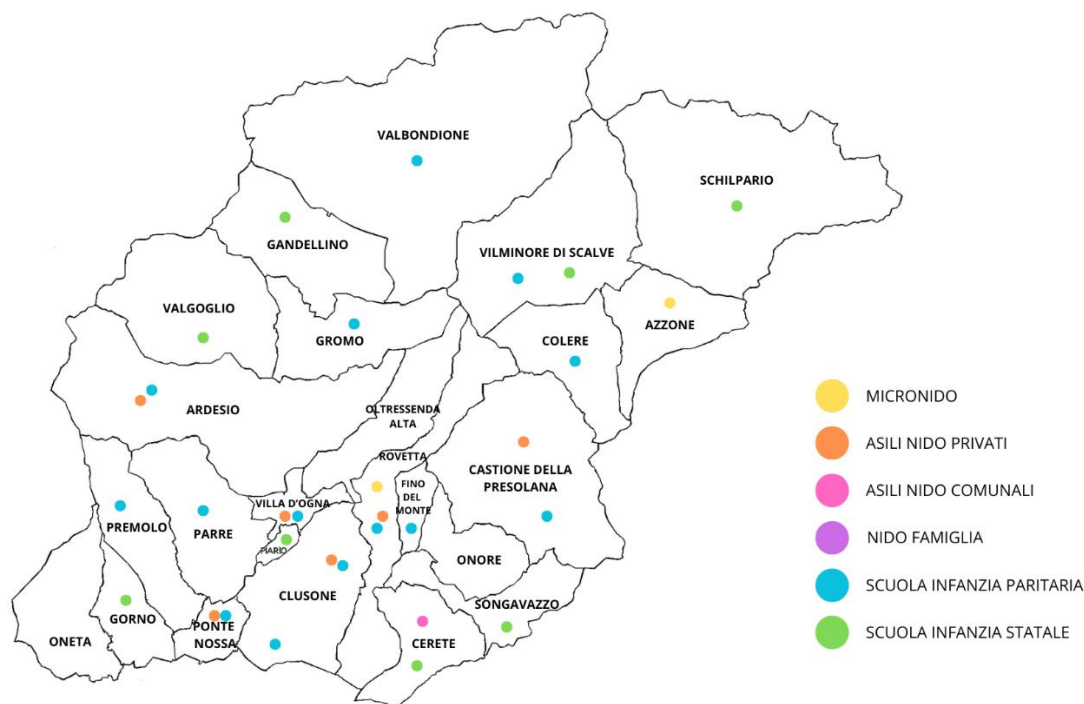 VALBONDIONE
SCHILPARIO
GANDELLINO
VILMINORE DI SCALVE
VALGOGLIO
AZZONE
GROMO
COLERE
ARDESIO
OLTRESSENDA
ALTA
ROVETTA
CASTIONE DELLA
PRESOLANA
FINO
DEL
MONTE
VILLA D'OGNA
PREMOLO
PARRE
PIARIO
ONORE
CLUSONE
SONGAVAZZO
GORNO
PONTE
NOSSA
ONETA
CERETE
MICRONIDO
ASILI NIDO PRIVATI
ASILI NIDO COMUNALI
NIDO FAMIGLIA
SCUOLA INFANZIA PARITARIA
SCUOLA INFANZIA STATALE